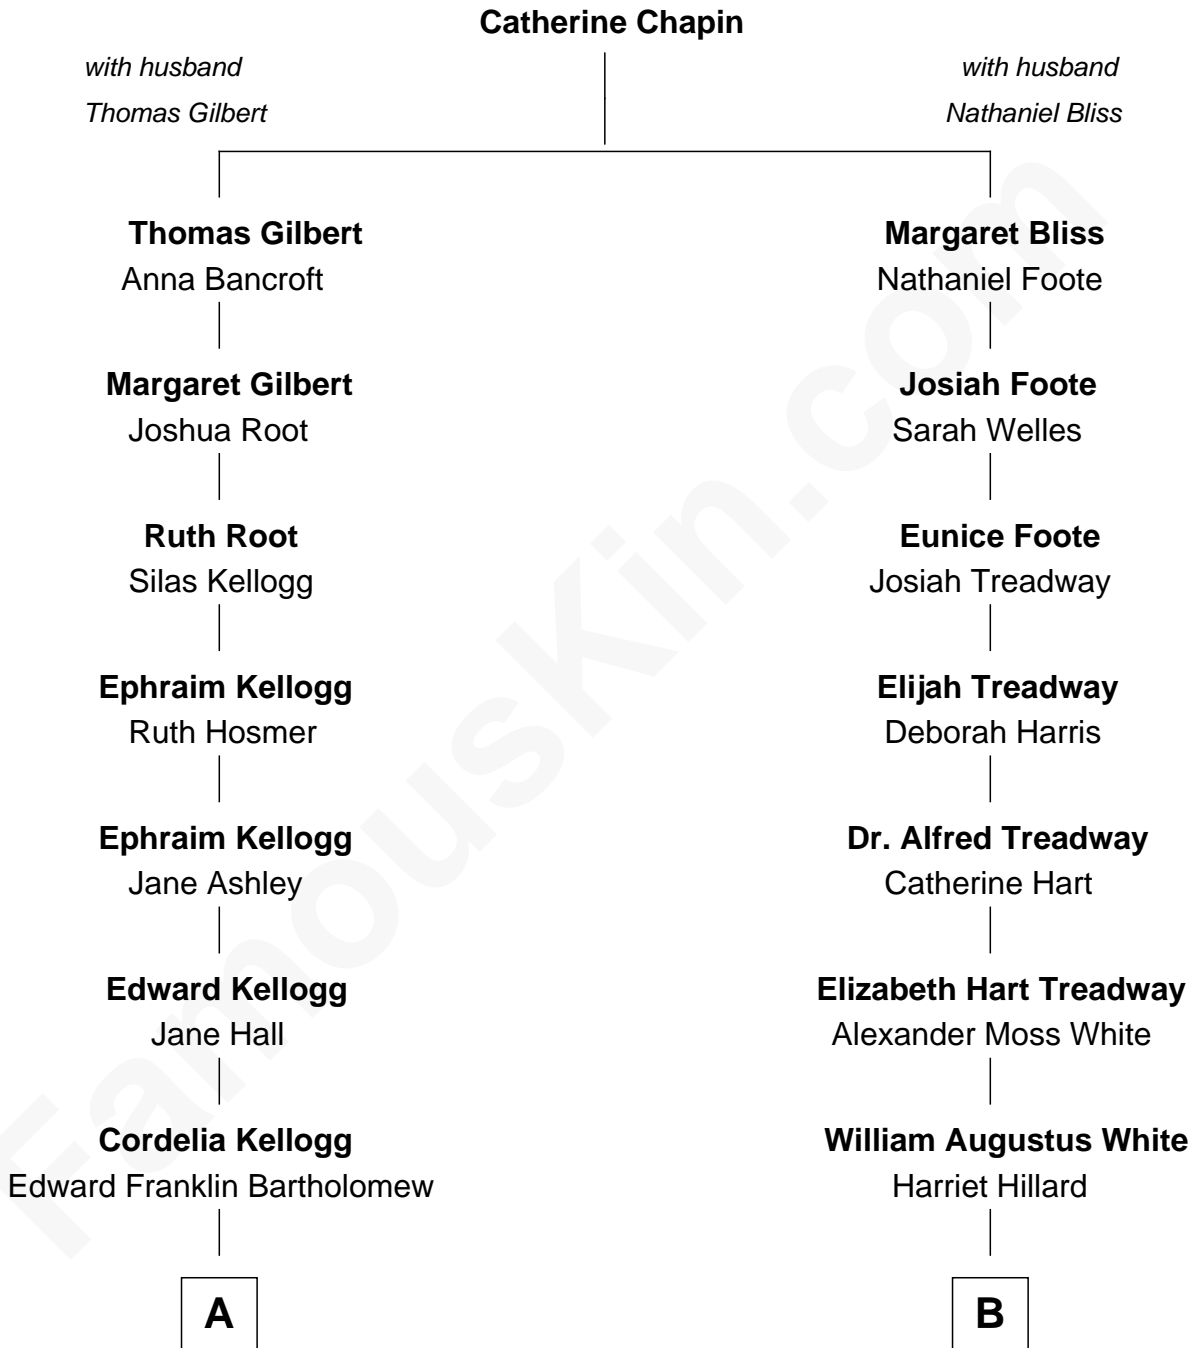 Catherine Chapin
with husband
Thomas Gilbert
with husband
Nathaniel Bliss
Thomas Gilbert
Anna Bancroft
Margaret Bliss
Nathaniel Foote
Margaret Gilbert
Joshua Root
Josiah Foote
Sarah Welles
Ruth Root
Silas Kellogg
Eunice Foote
Josiah Treadway
Ephraim Kellogg
Ruth Hosmer
Elijah Treadway
Deborah Harris
Ephraim Kellogg
Jane Ashley
Dr. Alfred Treadway
Catherine Hart
Edward Kellogg
Jane Hall
Elizabeth Hart Treadway
Alexander Moss White
Cordelia Kellogg
Edward Franklin Bartholomew
William Augustus White
Harriet Hillard
A
B
FamousKin.com